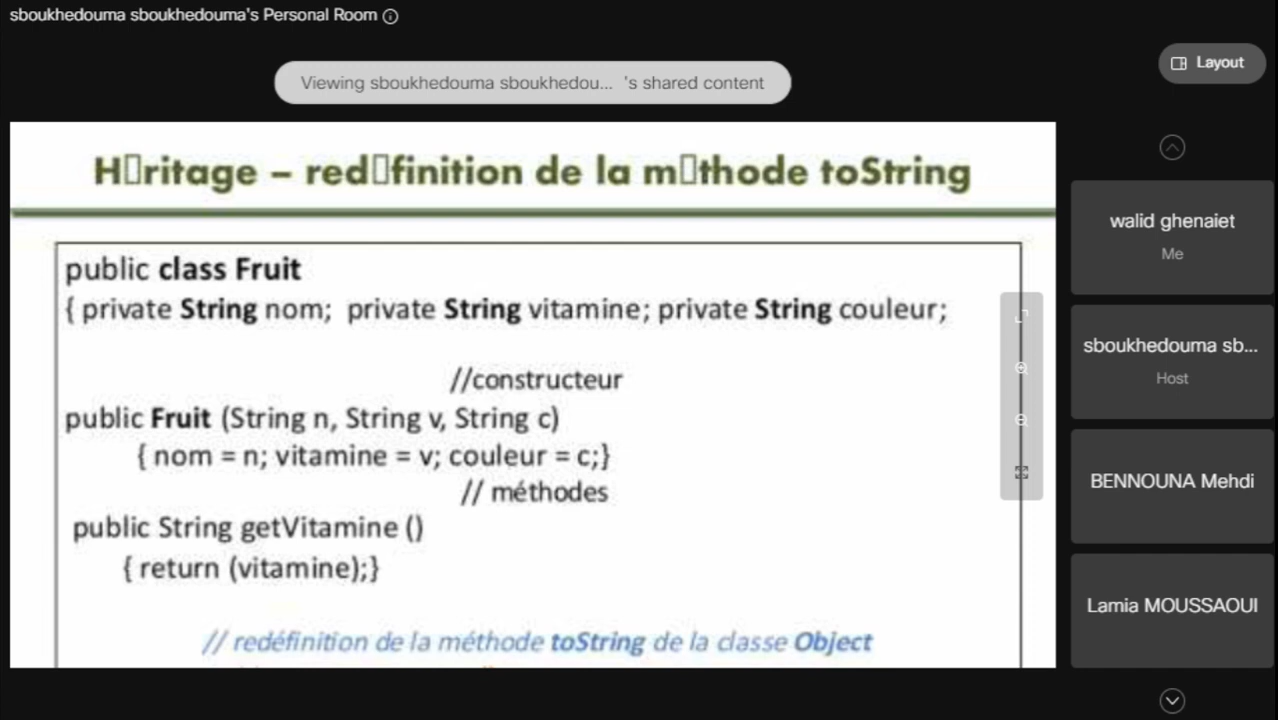 sboukhedouma sboukhedouma's Personal Room
Viewing sboukhedouma sboukhedou... 's shared content
Layout
H▯ritage – red▯finition de la m▯thode toString
public class Fruit
{ private String nom; private String vitamine; private String couleur;
//constructeur
public Fruit (String n, String v, String c)
{ nom = n; vitamine = v; couleur = c;}
// méthodes
public String getVitamine ()
{ return (vitamine);}
// redéfinition de la méthode toString de la classe Object
walid ghenaiet
Me
sboukhedouma sb...
Host
BENNOUNA Mehdi
Lamia MOUSSAOUI